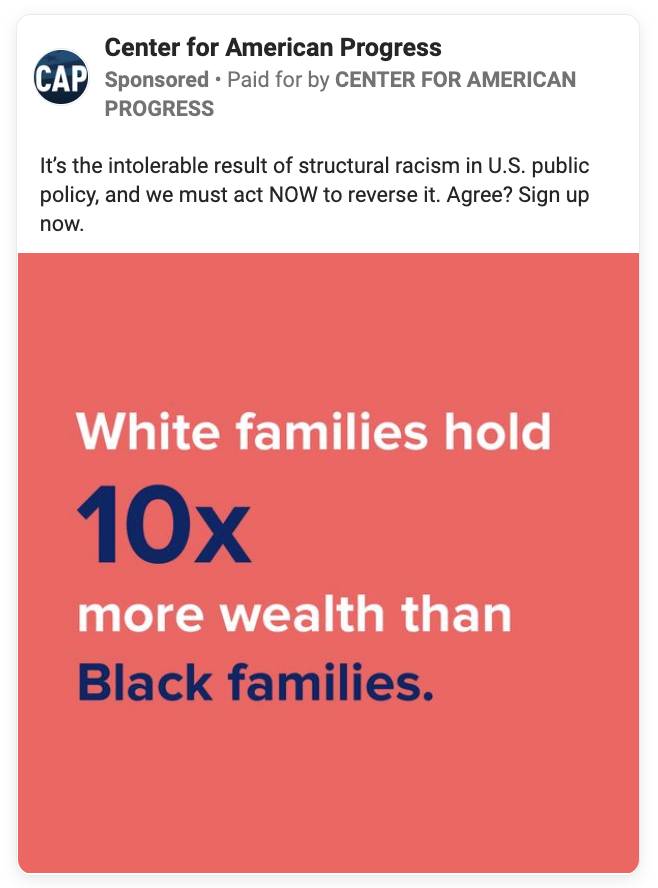 Center for American Progress
CAP
Sponsored • Paid for by CENTER FOR AMERICAN
PROGRESS
It’s the intolerable result of structural racism in U.S. public
policy, and we must act NOW to reverse it. Agree? Sign up
now.
White families hold
10x
more wealth than
Black families.